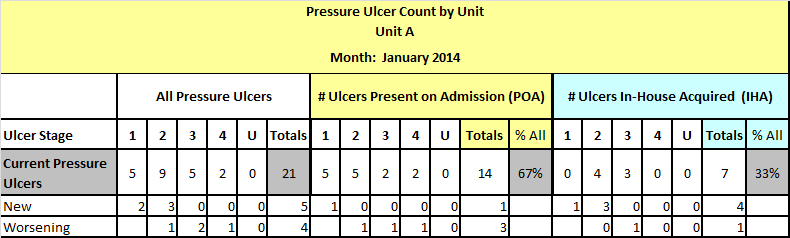 Pressure Ulcer Count by Unit
Unit A
Month: January 2014
All Pressure Ulcers # Ulcers Present on Admission (POA) # Ulcers In-House Acquired (IHA)
Ulcer Stage 1 2 3 4 U Totals 1 2 3 4 U Totals % All 1 2 3 4 U Totals % All
Current Pressure Ulcers 5 9 5 2 0 21 5 5 2 2 0 14 67% 0 4 3 0 0 7 33%
New 2 3 0 0 0 5 1 0 0 0 0 1 1 3 0 0 0 4
Worsening 1 2 1 0 4 1 1 1 0 3 0 1 0 0 1